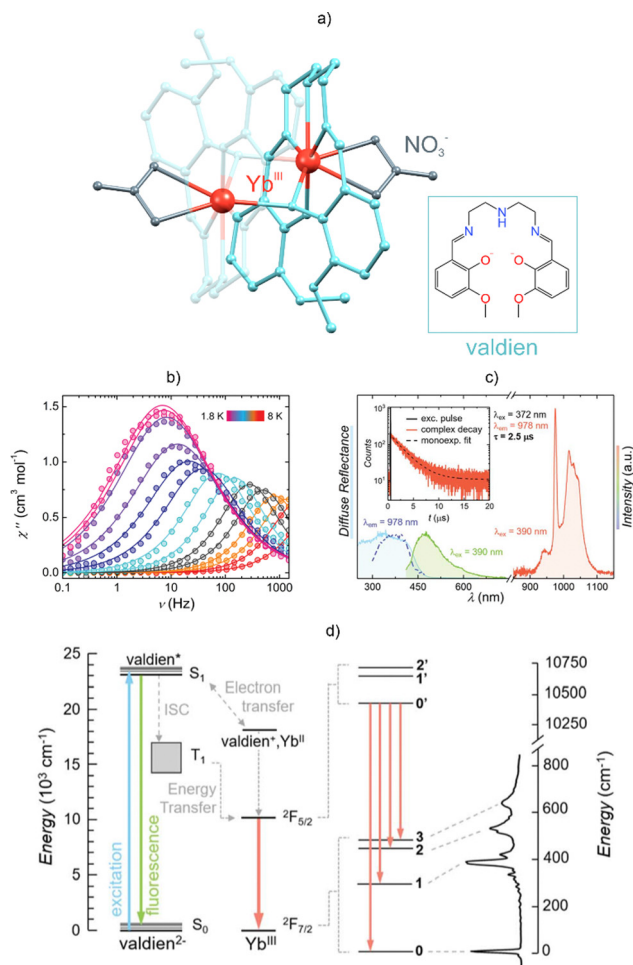 a)
NO₃⁻
Yb^III
N
H
N
N
O⁻
⁻O
O
O
valdien
b)
1.8 K
8 K
1.5
1.0
0.5
0.0
χ'' (cm³ mol⁻¹)
0.1
1
10
100
1000
ν (Hz)
c)
exc. pulse
complex decay
monoexp. fit
λex = 372 nm
λem = 978 nm
τ = 2.5 μs
10³
10²
10¹
Counts
0
5
10
15
20
t (μs)
Diffuse Reflectance
Intensity (a.u.)
λem = 978 nm
λex = 390 nm
λex = 390 nm
300
450
600
900
1000
1100
λ (nm)
d)
Energy (10³ cm⁻¹)
25
23
20
18
15
13
10
8
5
3
0
valdien*
S₁
ISC
T₁
Electron
transfer
valdien⁺,Yb^II
Energy
Transfer
²F₅/₂
excitation
fluorescence
S₀
valdien²⁻
²F₇/₂
Yb^III
2'
1'
0'
3
2
1
0
10750
10500
10250
800
600
400
200
0
Energy (cm⁻¹)